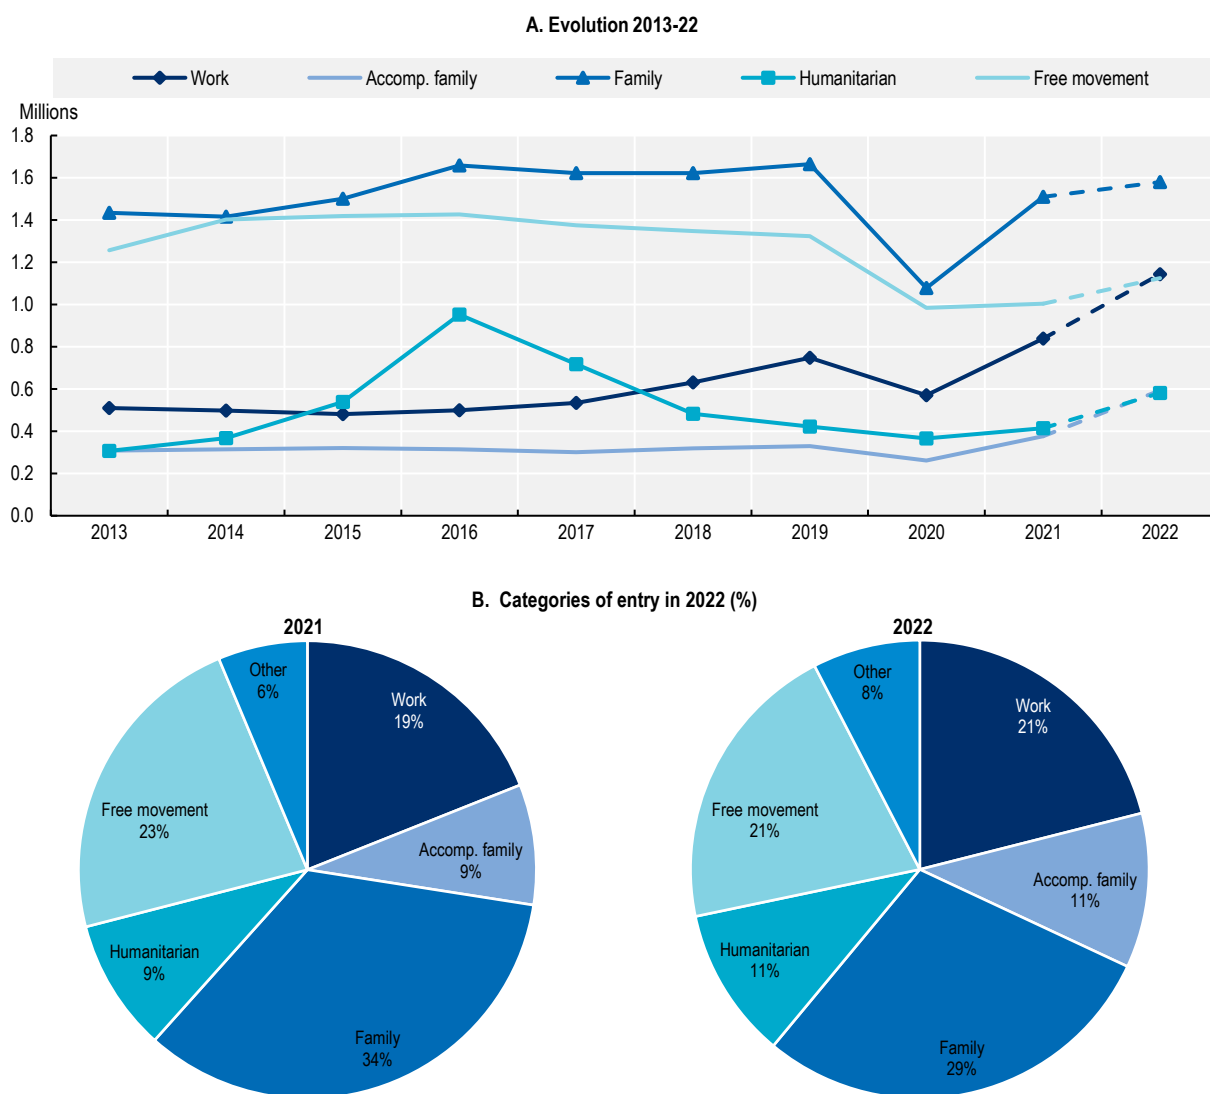 A. Evolution 2013-22
Work Accomp. family Family Humanitarian Free movement
Millions
1.8
1.6
1.4
1.2
1.0
0.8
0.6
0.4
0.2
0.0
2013 2014 2015 2016 2017 2018 2019 2020 2021 2022
B. Categories of entry in 2022 (%)
2021
Other
6%
Work
19%
Free movement
23%
Accomp. family
9%
Humanitarian
9%
Family
34%
2022
Other
8%
Work
21%
Free movement
21%
Accomp. family
11%
Humanitarian
11%
Family
29%